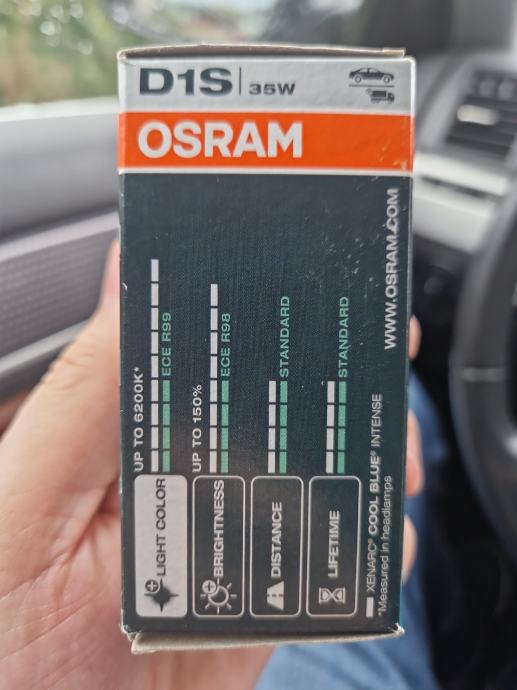 D1S | 35W
OSRAM
WWW.OSRAM.COM
UP TO 6200K*
ECE R99
UP TO 150%
ECE R98
STANDARD
STANDARD
LIGHT COLOR
BRIGHTNESS
DISTANCE
LIFETIME
XENARC® COOL BLUE® INTENSE
*Measured in headlamps